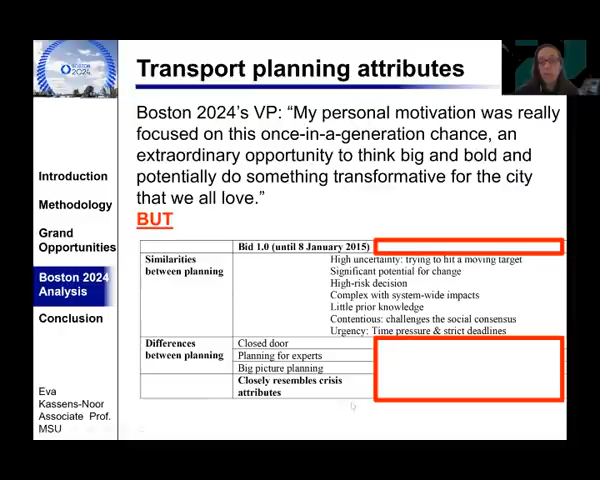 BOSTON
2024
Transport planning attributes
Boston 2024’s VP: “My personal motivation was really
focused on this once-in-a-generation chance, an
extraordinary opportunity to think big and bold and
potentially do something transformative for the city
that we all love.”
BUT
Introduction
Methodology
Grand
Opportunities
Boston 2024
Analysis
Conclusion
Eva
Kassens-Noor
Associate Prof.
MSU
Bid 1.0 (until 8 January 2015)
Similarities
between planning
High uncertainty: trying to hit a moving target
Significant potential for change
High-risk decision
Complex with system-wide impacts
Little prior knowledge
Contentious: challenges the social consensus
Urgency: Time pressure & strict deadlines
Differences
between planning
Closed door
Planning for experts
Big picture planning
Closely resembles crisis
attributes